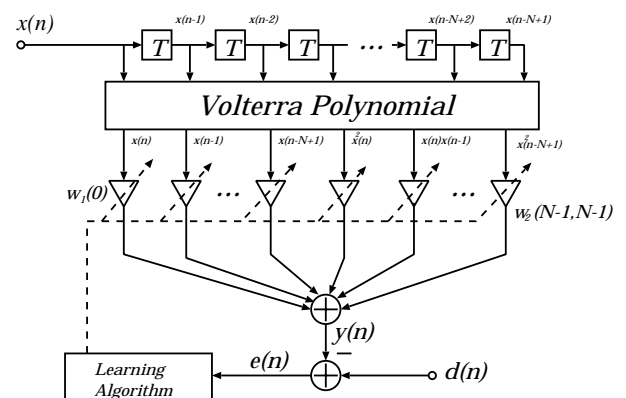 x(n)
x(n-1) x(n-2) x(n-N+2) x(n-N+1)
T T T ... T T
Volterra Polynomial
x(n) x(n-1) x(n-N+1) x²(n) x(n)x(n-1) x²(n-N+1)
w₁(0) ... ... w₂(N-1,N-1)
y(n)
e(n) d(n)
Learning
Algorithm